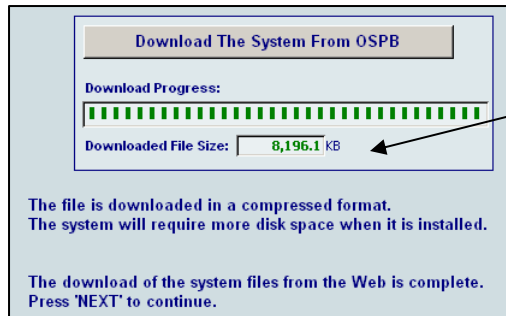 Download The System From OSPB
Download Progress:
Downloaded File Size: 8,196.1 KB
The file is downloaded in a compressed format.
The system will require more disk space when it is installed.
The download of the system files from the Web is complete.
Press 'NEXT' to continue.